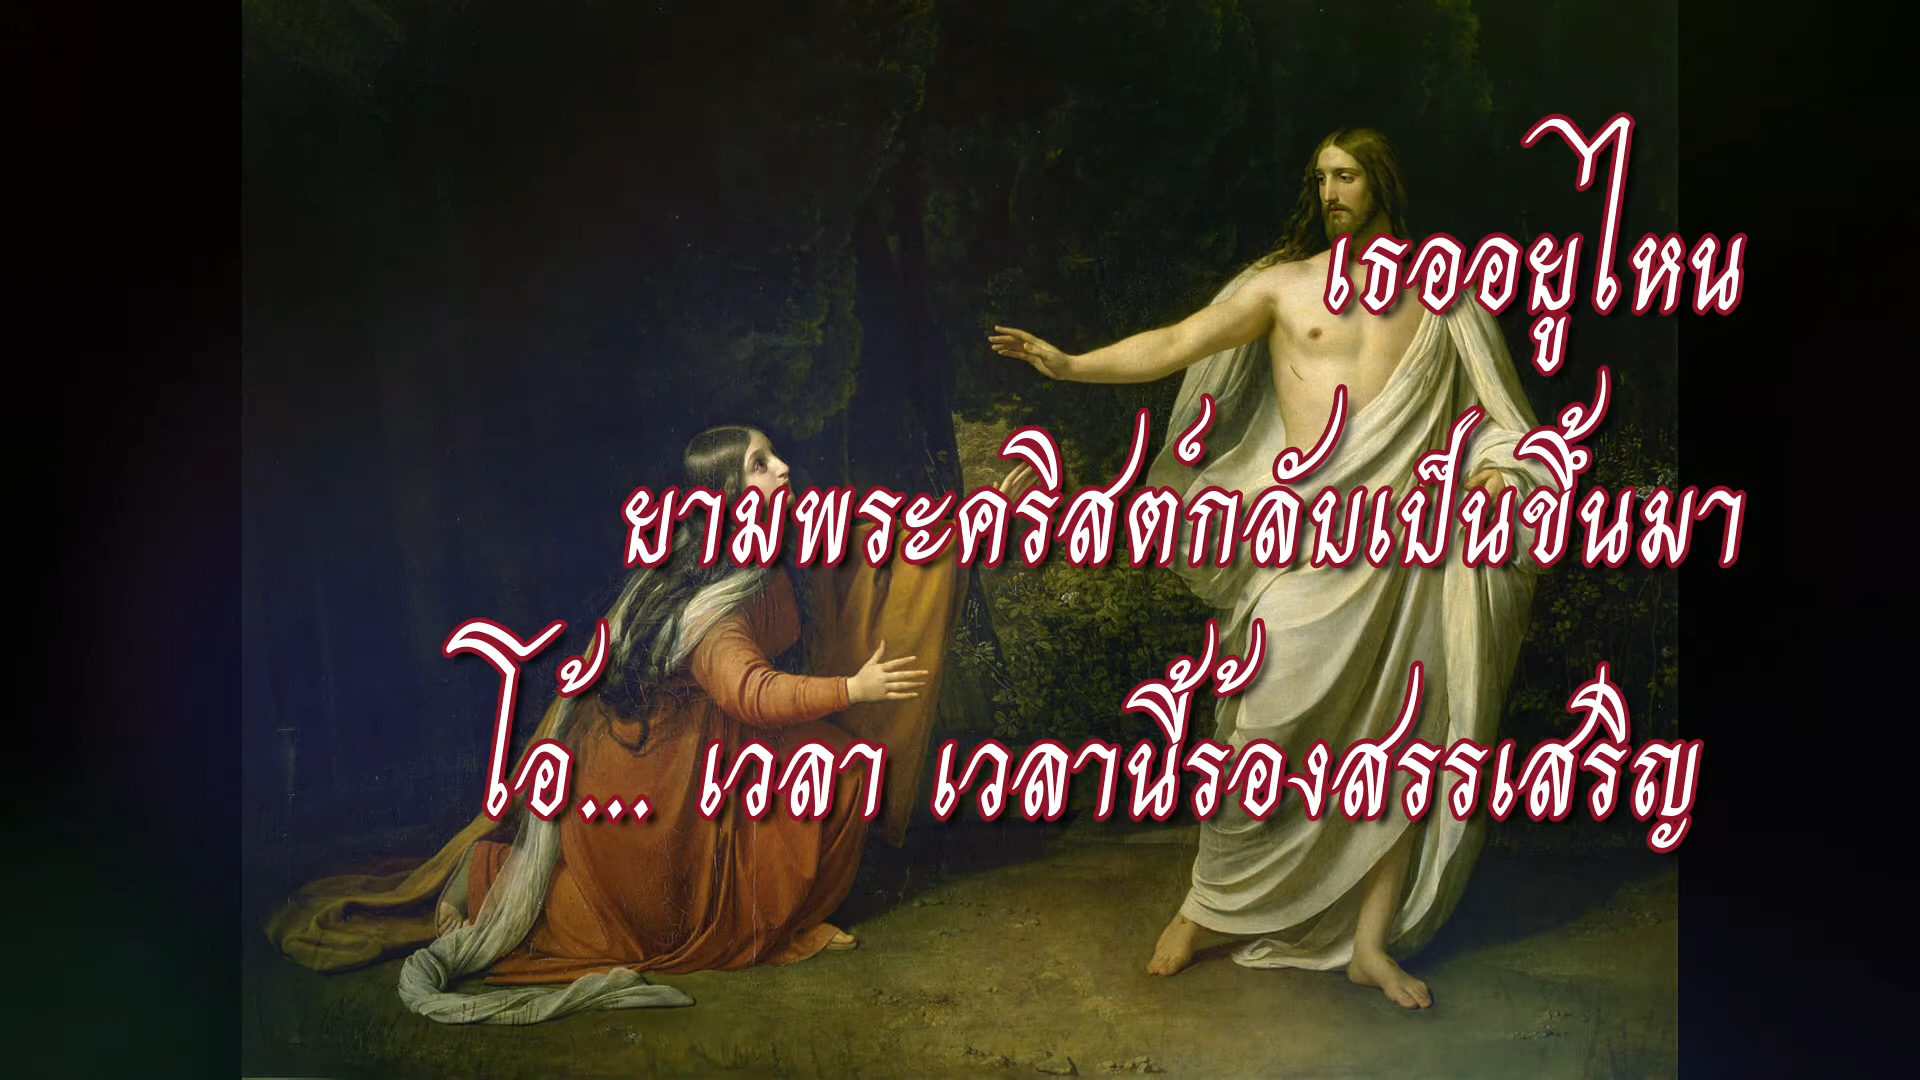 เธออยู่ไหน
ยามพระคริสต์กลับเป็นขึ้นมา
โอ้... เวลา เวลานี้ร้องสรรเสริญ